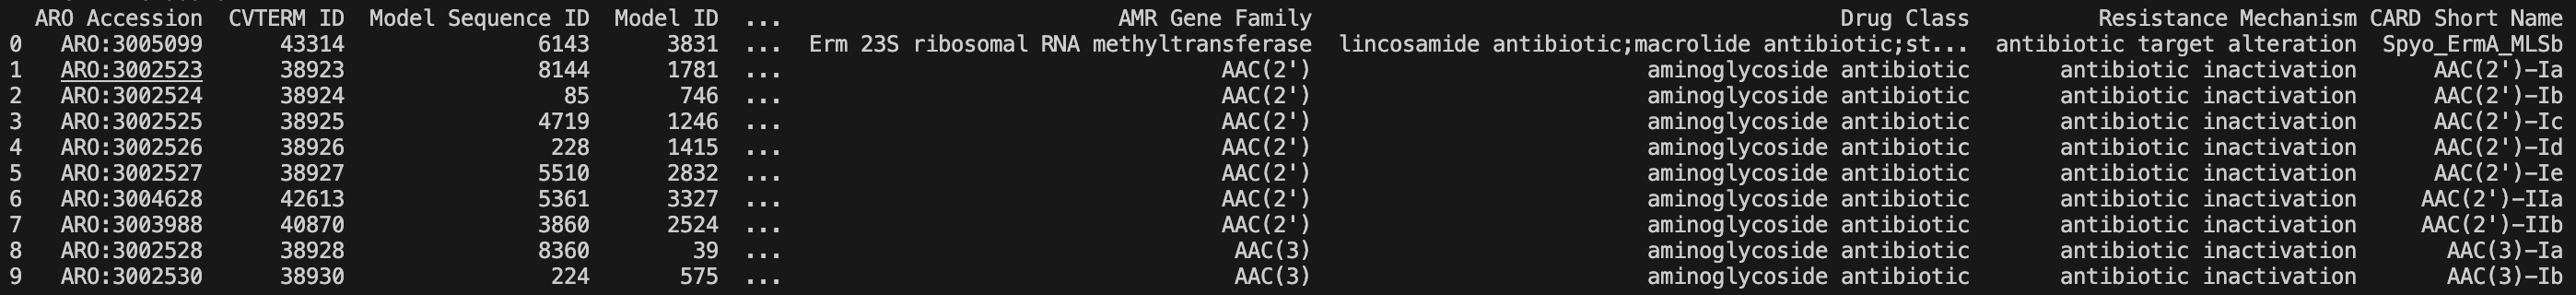 ARO Accession CVTERM ID Model Sequence ID Model ID ... AMR Gene Family Drug Class Resistance Mechanism CARD Short Name
0 ARO:3005099 43314 6143 3831 ... Erm 23S ribosomal RNA methyltransferase lincosamide antibiotic;macrolide antibiotic;st... antibiotic target alteration Spyo_ErmA_MLSb
1 ARO:3002523 38923 8144 1781 ... AAC(2') aminoglycoside antibiotic antibiotic inactivation AAC(2')-Ia
2 ARO:3002524 38924 85 746 ... AAC(2') aminoglycoside antibiotic antibiotic inactivation AAC(2')-Ib
3 ARO:3002525 38925 4719 1246 ... AAC(2') aminoglycoside antibiotic antibiotic inactivation AAC(2')-Ic
4 ARO:3002526 38926 228 1415 ... AAC(2') aminoglycoside antibiotic antibiotic inactivation AAC(2')-Id
5 ARO:3002527 38927 5510 2832 ... AAC(2') aminoglycoside antibiotic antibiotic inactivation AAC(2')-Ie
6 ARO:3004628 42613 5361 3327 ... AAC(2') aminoglycoside antibiotic antibiotic inactivation AAC(2')-IIa
7 ARO:3003988 40870 3860 2524 ... AAC(2') aminoglycoside antibiotic antibiotic inactivation AAC(2')-IIb
8 ARO:3002528 38928 8360 39 ... AAC(3) aminoglycoside antibiotic antibiotic inactivation AAC(3)-Ia
9 ARO:3002530 38930 224 575 ... AAC(3) aminoglycoside antibiotic antibiotic inactivation AAC(3)-Ib